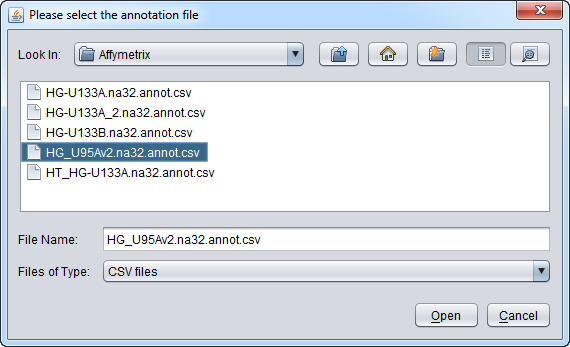 Please select the annotation file
Look In: Affymetrix
HG-U133A.na32.annot.csv
HG-U133A_2.na32.annot.csv
HG-U133B.na32.annot.csv
HG_U95Av2.na32.annot.csv
HT_HG-U133A.na32.annot.csv
File Name: HG_U95Av2.na32.annot.csv
Files of Type: CSV files
Open Cancel